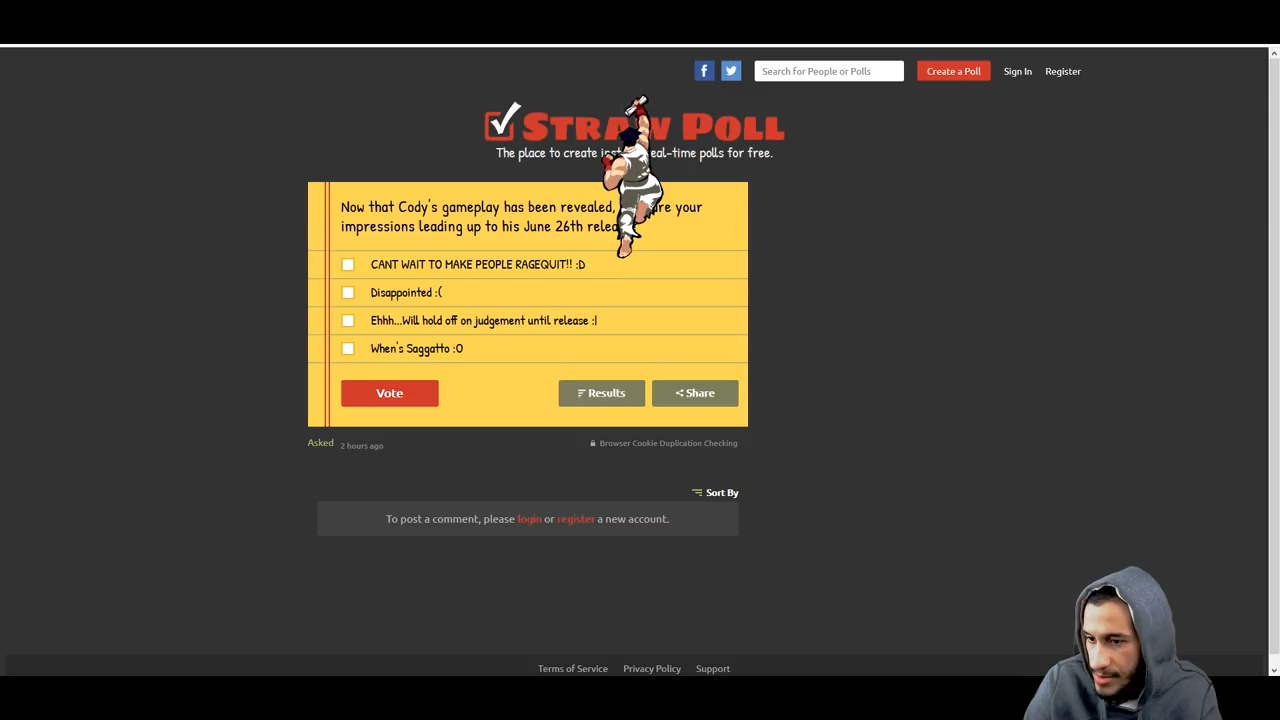 Search for People or Polls
Create a Poll
Sign In
Register
STRAW POLL
The place to create real-time polls for free.
Now that Cody's gameplay has been revealed, your
impressions leading up to his June 26th
CANT WAIT TO MAKE PEOPLE RAGEQUIT!! :D
Disappointed :(
Ehhh...Will hold off on judgement until release :|
When's Saggatto :O
Vote
Results
Share
Asked 2 hours ago
Browser Cookie Duplication Checking
Sort By
To post a comment, please login or register a new account.
Terms of Service
Privacy Policy
Support